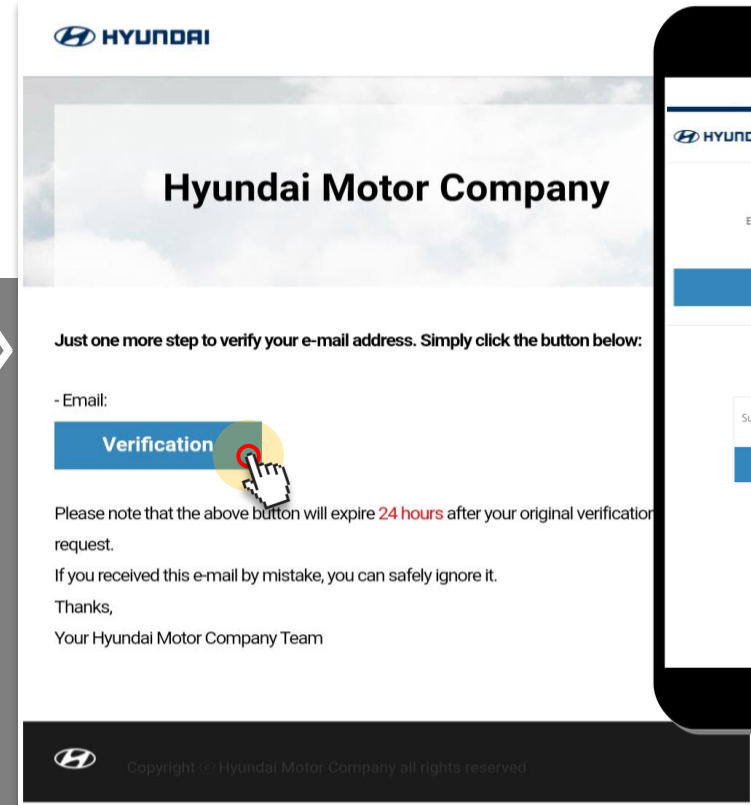 HYUNDAI
Hyundai Motor Company
Just one more step to verify your e-mail address. Simply click the button below:
- Email:
Verification
Please note that the above button will expire 24 hours after your original verification
request.
If you received this e-mail by mistake, you can safely ignore it.
Thanks,
Your Hyundai Motor Company Team
Copyright ⓒ Hyundai Motor Company all rights reserved